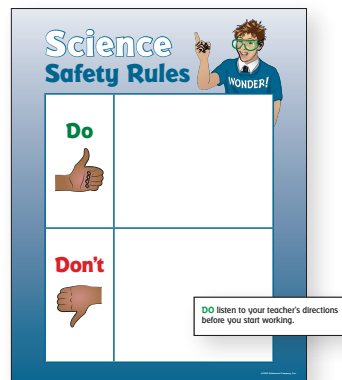 Science
Safety Rules
WONDER!
Do
Don't
DO listen to your teacher's directions
before you start working.